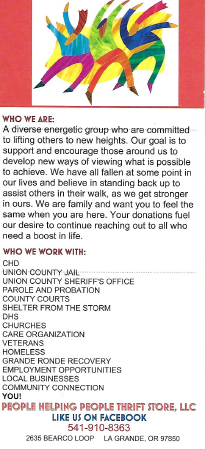 WHO WE ARE:
A diverse energetic group who are committed
to lifting others to new heights. Our goal is to
support and encourage those around us to
develop new ways of viewing what is possible
to achieve. We have all fallen at some point in
our lives and believe in standing back up to
assist others in their walk, as we get stronger
in ours. We are family and want you to feel the
same when you are here. Your donations fuel
our desire to continue reaching out to all who
need a boost in life.
WHO WE WORK WITH:
CHD
UNION COUNTY JAIL
UNION COUNTY SHERIFF'S OFFICE
PAROLE AND PROBATION
COUNTY COURTS
SHELTER FROM THE STORM
DHS
CHURCHES
CARE ORGANIZATION
VETERANS
HOMELESS
GRANDE RONDE RECOVERY
EMPLOYMENT OPPORTUNITIES
LOCAL BUSINESSES
COMMUNITY CONNECTION
YOU!
PEOPLE HELPING PEOPLE THRIFT STORE, LLC
LIKE US ON FACEBOOK
541-910-8363
2635 BEARCO LOOP LA GRANDE, OR 97850